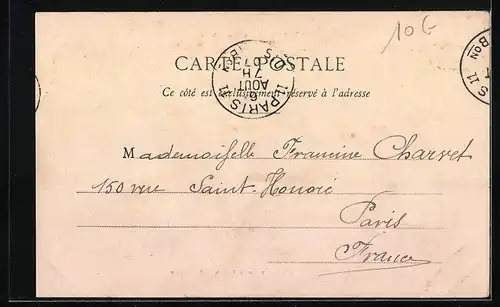 10G
CARTE POSTALE
Ce côté est exclusivement réservé à l'adresse
PARIS 11
7H
AOUT
Mademoiselle Francine Charvet
150 rue Saint-Honoré
Paris
France